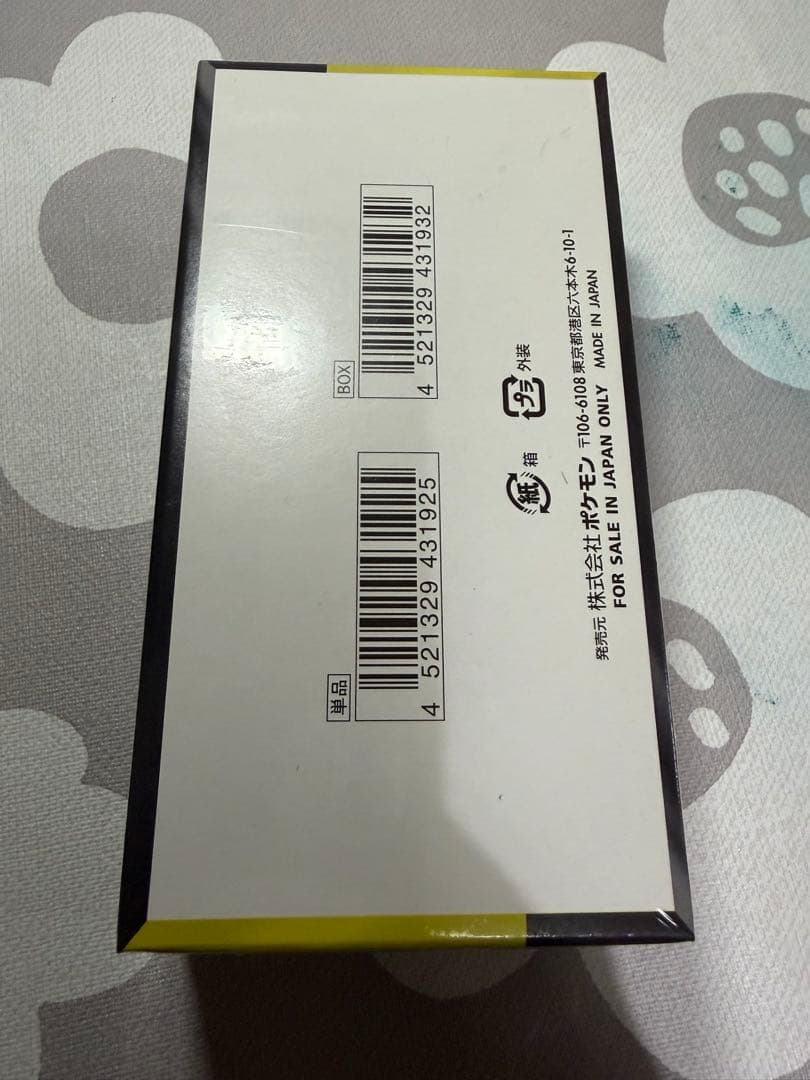 単品
4 521329 431925
BOX
4 521329 431932
紙 箱
プラ 外装
発売元 株式会社ポケモン 〒106-6108 東京都港区六本木6-10-1
FOR SALE IN JAPAN ONLY MADE IN JAPAN